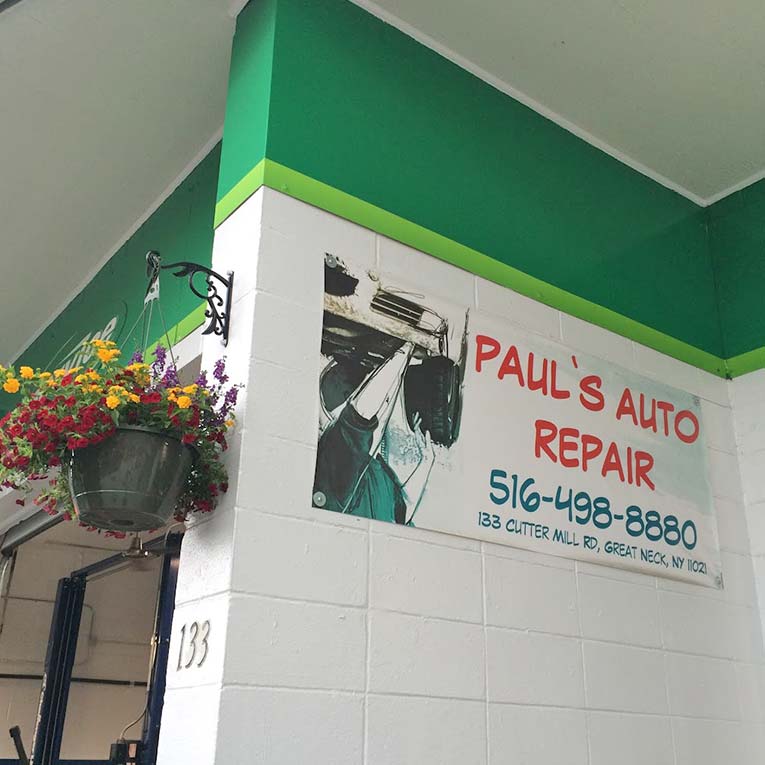 PAUL`S AUTO
REPAIR
516-498-8880
133 CUTTER MILL RD, GREAT NECK, NY 11021
133